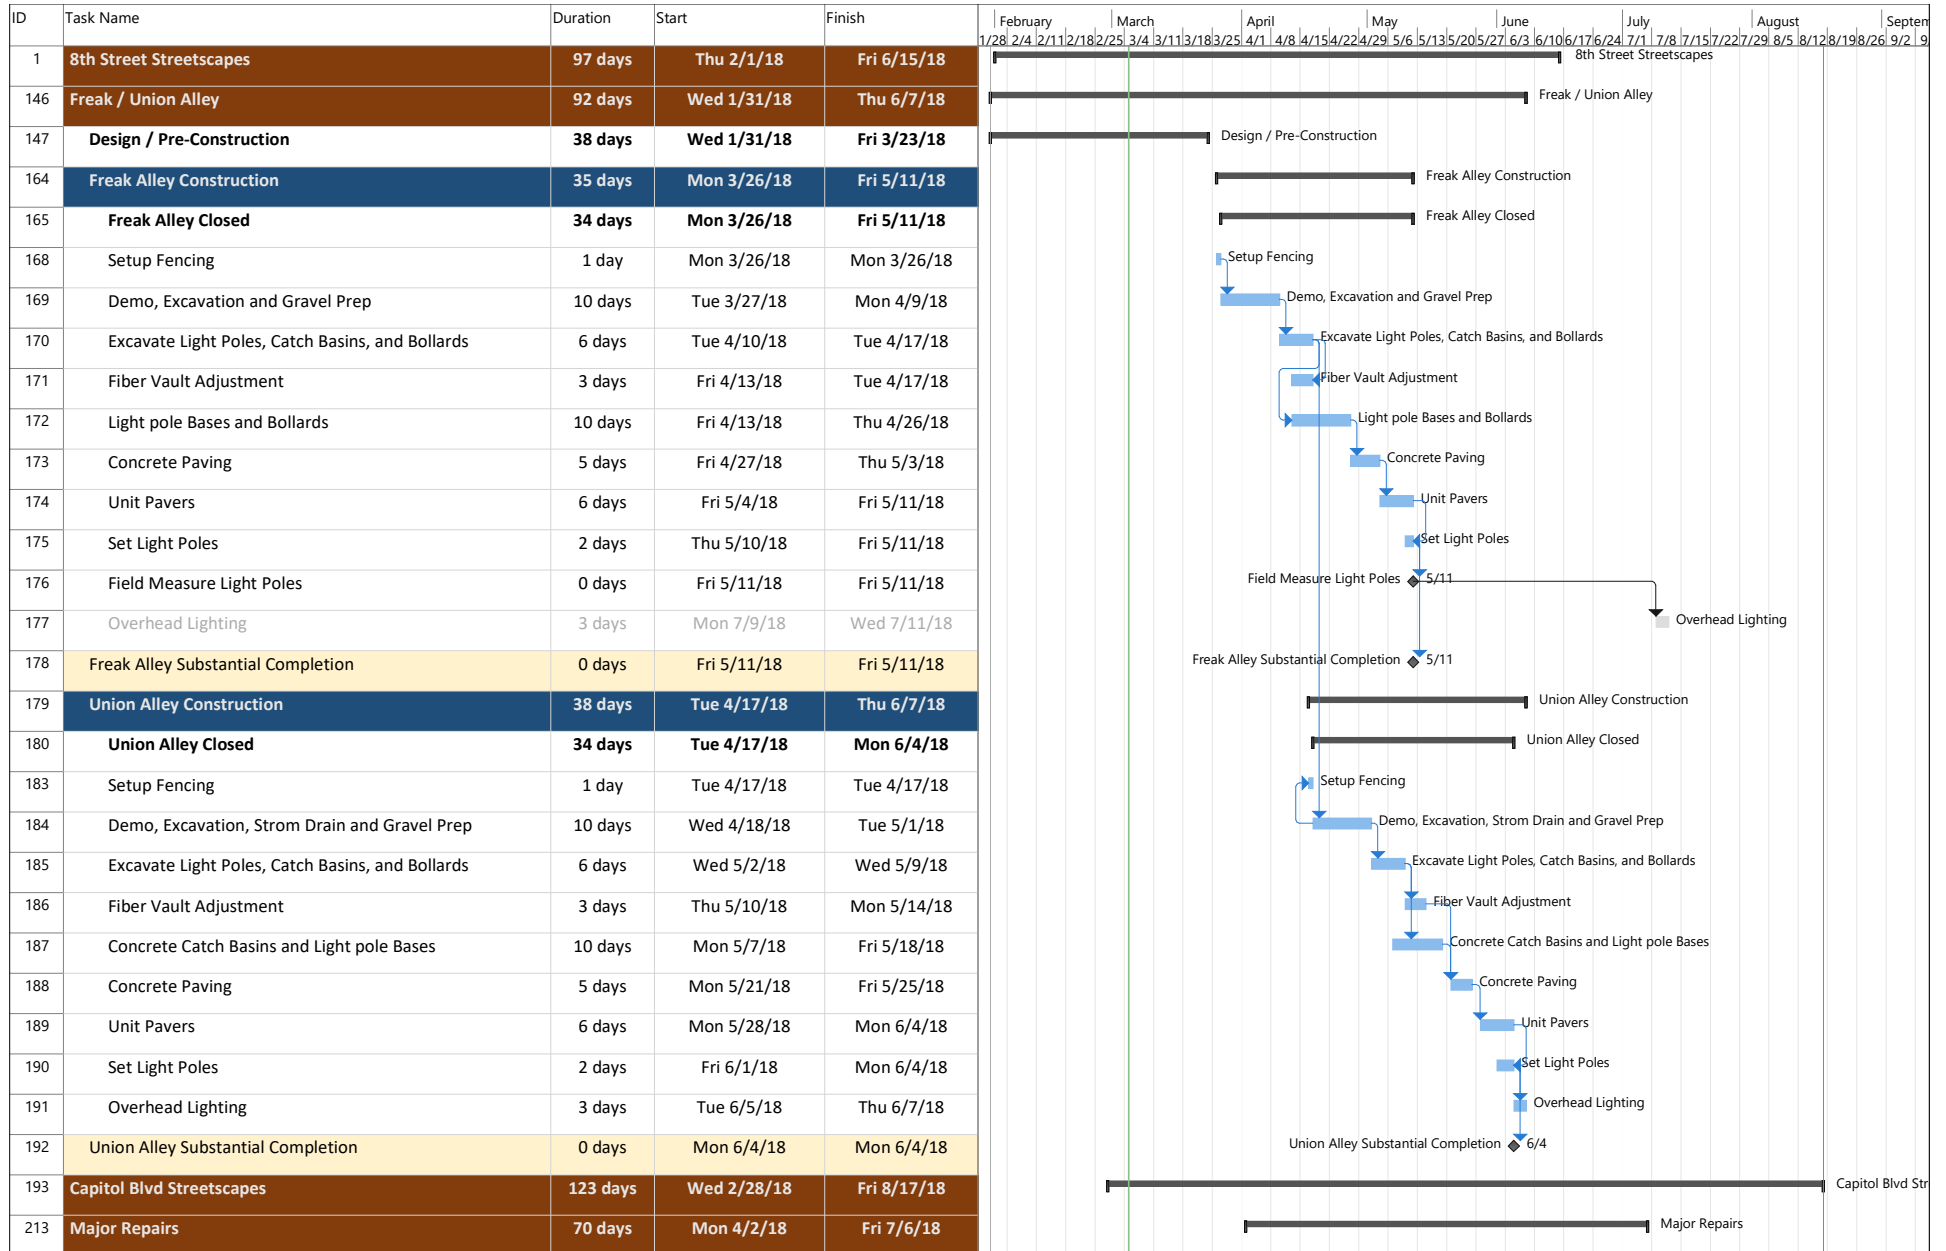 ID Task Name Duration Start Finish February March April May June July August Septem
1/28 2/4 2/11 2/18 2/25 3/4 3/11 3/18 3/25 4/1 4/8 4/15 4/22 4/29 5/6 5/13 5/20 5/27 6/3 6/10 6/17 6/24 7/1 7/8 7/15 7/22 7/29 8/5 8/12 8/19 8/26 9/2 9/
1 8th Street Streetscapes 97 days Thu 2/1/18 Fri 6/15/18 8th Street Streetscapes
146 Freak / Union Alley 92 days Wed 1/31/18 Thu 6/7/18 Freak / Union Alley
147 Design / Pre-Construction 38 days Wed 1/31/18 Fri 3/23/18 Design / Pre-Construction
164 Freak Alley Construction 35 days Mon 3/26/18 Fri 5/11/18 Freak Alley Construction
165 Freak Alley Closed 34 days Mon 3/26/18 Fri 5/11/18 Freak Alley Closed
168 Setup Fencing 1 day Mon 3/26/18 Mon 3/26/18 Setup Fencing
169 Demo, Excavation and Gravel Prep 10 days Tue 3/27/18 Mon 4/9/18 Demo, Excavation and Gravel Prep
170 Excavate Light Poles, Catch Basins, and Bollards 6 days Tue 4/10/18 Tue 4/17/18 Excavate Light Poles, Catch Basins, and Bollards
171 Fiber Vault Adjustment 3 days Fri 4/13/18 Tue 4/17/18 Fiber Vault Adjustment
172 Light pole Bases and Bollards 10 days Fri 4/13/18 Thu 4/26/18 Light pole Bases and Bollards
173 Concrete Paving 5 days Fri 4/27/18 Thu 5/3/18 Concrete Paving
174 Unit Pavers 6 days Fri 5/4/18 Fri 5/11/18 Unit Pavers
175 Set Light Poles 2 days Thu 5/10/18 Fri 5/11/18 Set Light Poles
176 Field Measure Light Poles 0 days Fri 5/11/18 Fri 5/11/18 Field Measure Light Poles 5/11
177 Overhead Lighting 3 days Mon 7/9/18 Wed 7/11/18 Overhead Lighting
178 Freak Alley Substantial Completion 0 days Fri 5/11/18 Fri 5/11/18 Freak Alley Substantial Completion 5/11
179 Union Alley Construction 38 days Tue 4/17/18 Thu 6/7/18 Union Alley Construction
180 Union Alley Closed 34 days Tue 4/17/18 Mon 6/4/18 Union Alley Closed
183 Setup Fencing 1 day Tue 4/17/18 Tue 4/17/18 Setup Fencing
184 Demo, Excavation, Strom Drain and Gravel Prep 10 days Wed 4/18/18 Tue 5/1/18 Demo, Excavation, Strom Drain and Gravel Prep
185 Excavate Light Poles, Catch Basins, and Bollards 6 days Wed 5/2/18 Wed 5/9/18 Excavate Light Poles, Catch Basins, and Bollards
186 Fiber Vault Adjustment 3 days Thu 5/10/18 Mon 5/14/18 Fiber Vault Adjustment
187 Concrete Catch Basins and Light pole Bases 10 days Mon 5/7/18 Fri 5/18/18 Concrete Catch Basins and Light pole Bases
188 Concrete Paving 5 days Mon 5/21/18 Fri 5/25/18 Concrete Paving
189 Unit Pavers 6 days Mon 5/28/18 Mon 6/4/18 Unit Pavers
190 Set Light Poles 2 days Fri 6/1/18 Mon 6/4/18 Set Light Poles
191 Overhead Lighting 3 days Tue 6/5/18 Thu 6/7/18 Overhead Lighting
192 Union Alley Substantial Completion 0 days Mon 6/4/18 Mon 6/4/18 Union Alley Substantial Completion 6/4
193 Capitol Blvd Streetscapes 123 days Wed 2/28/18 Fri 8/17/18 Capitol Blvd Str
213 Major Repairs 70 days Mon 4/2/18 Fri 7/6/18 Major Repairs